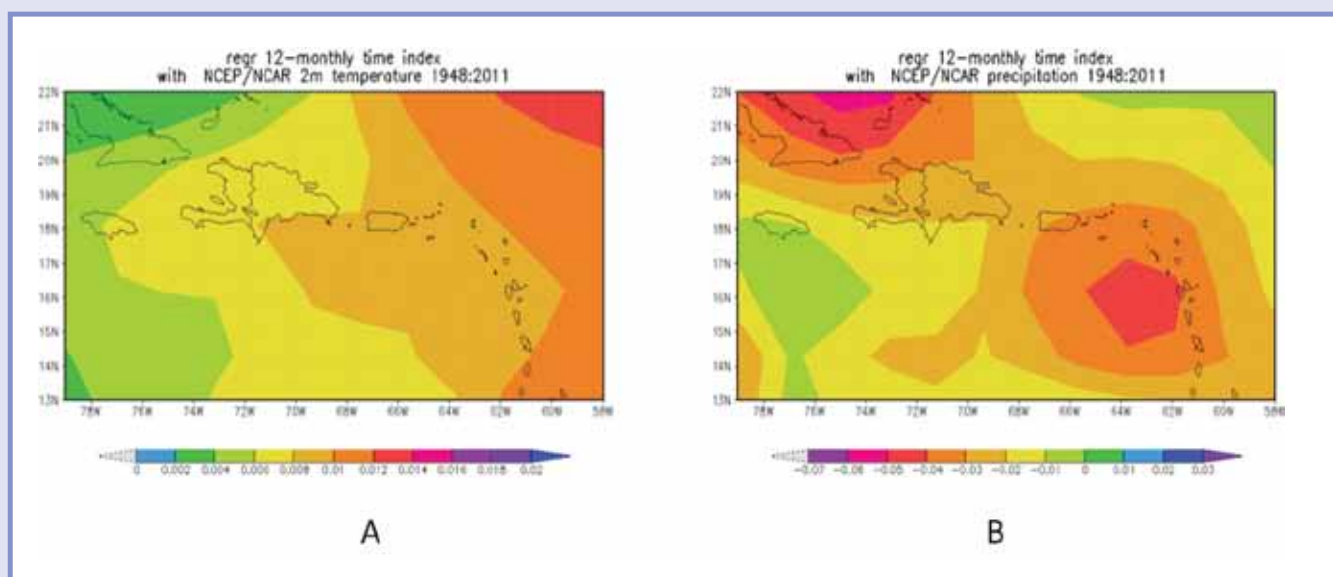 regr 12-monthly time index
with NCEP/NCAR 2m temperature 1948:2011
22N
21N
20N
19N
18N
17N
16N
15N
14N
13N
78W 76W 74W 72W 70W 68W 66W 64W 62W 60W 58W
0 0.002 0.004 0.006 0.008 0.01 0.012 0.014 0.016 0.018 0.02
A
regr 12-monthly time index
with NCEP/NCAR precipitation 1948:2011
22N
21N
20N
19N
18N
17N
16N
15N
14N
13N
78W 76W 74W 72W 70W 68W 66W 64W 62W 60W 58W
-0.07 -0.06 -0.05 -0.04 -0.03 -0.02 -0.01 0 0.01 0.02 0.03
B